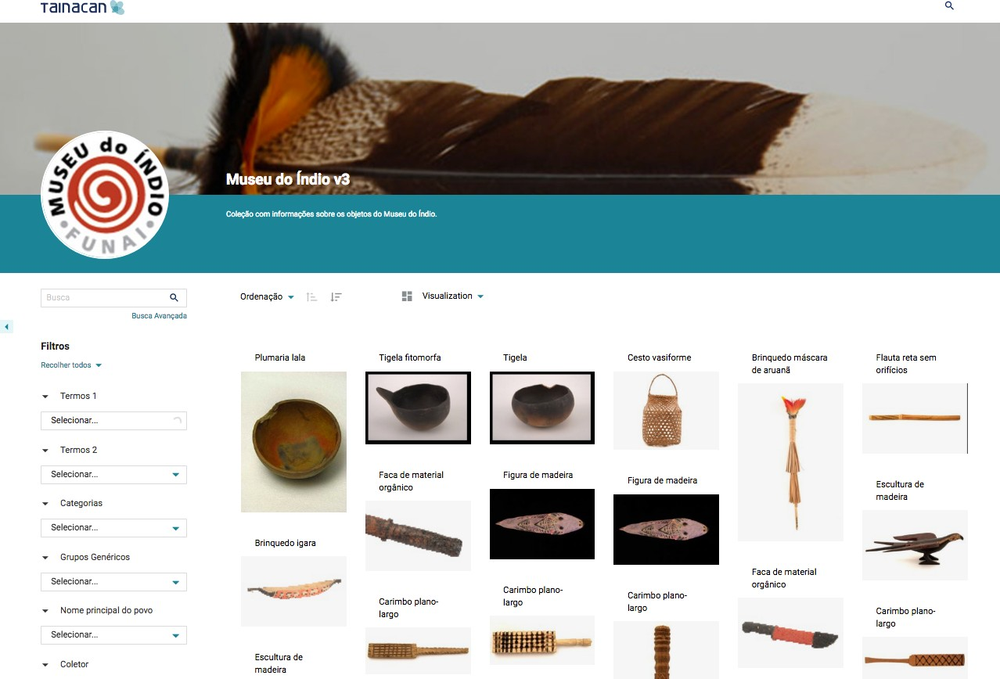 TAINACAN
MUSEU do ÍNDIO
• FUNAI •
Museu do Índio v3
Coleção com informações sobre os objetos do Museu do Índio.
Busca
Busca Avançada
Filtros
Recolher todos
Termos 1
Selecionar...
Termos 2
Selecionar...
Categorias
Selecionar...
Grupos Genéricos
Selecionar...
Nome principal do povo
Selecionar...
Coletor
Ordenação
Visualization
Plumaria lala
Brinquedo igara
Escultura de
madeira
Tigela fitomorfa
Faca de material
orgânico
Carimbo plano-
largo
Tigela
Figura de madeira
Carimbo plano-
largo
Cesto vasiforme
Figura de madeira
Carimbo plano-
largo
Brinquedo máscara
de aruanã
Faca de material
orgânico
Flauta reta sem
orifícios
Escultura de
madeira
Carimbo plano-
largo